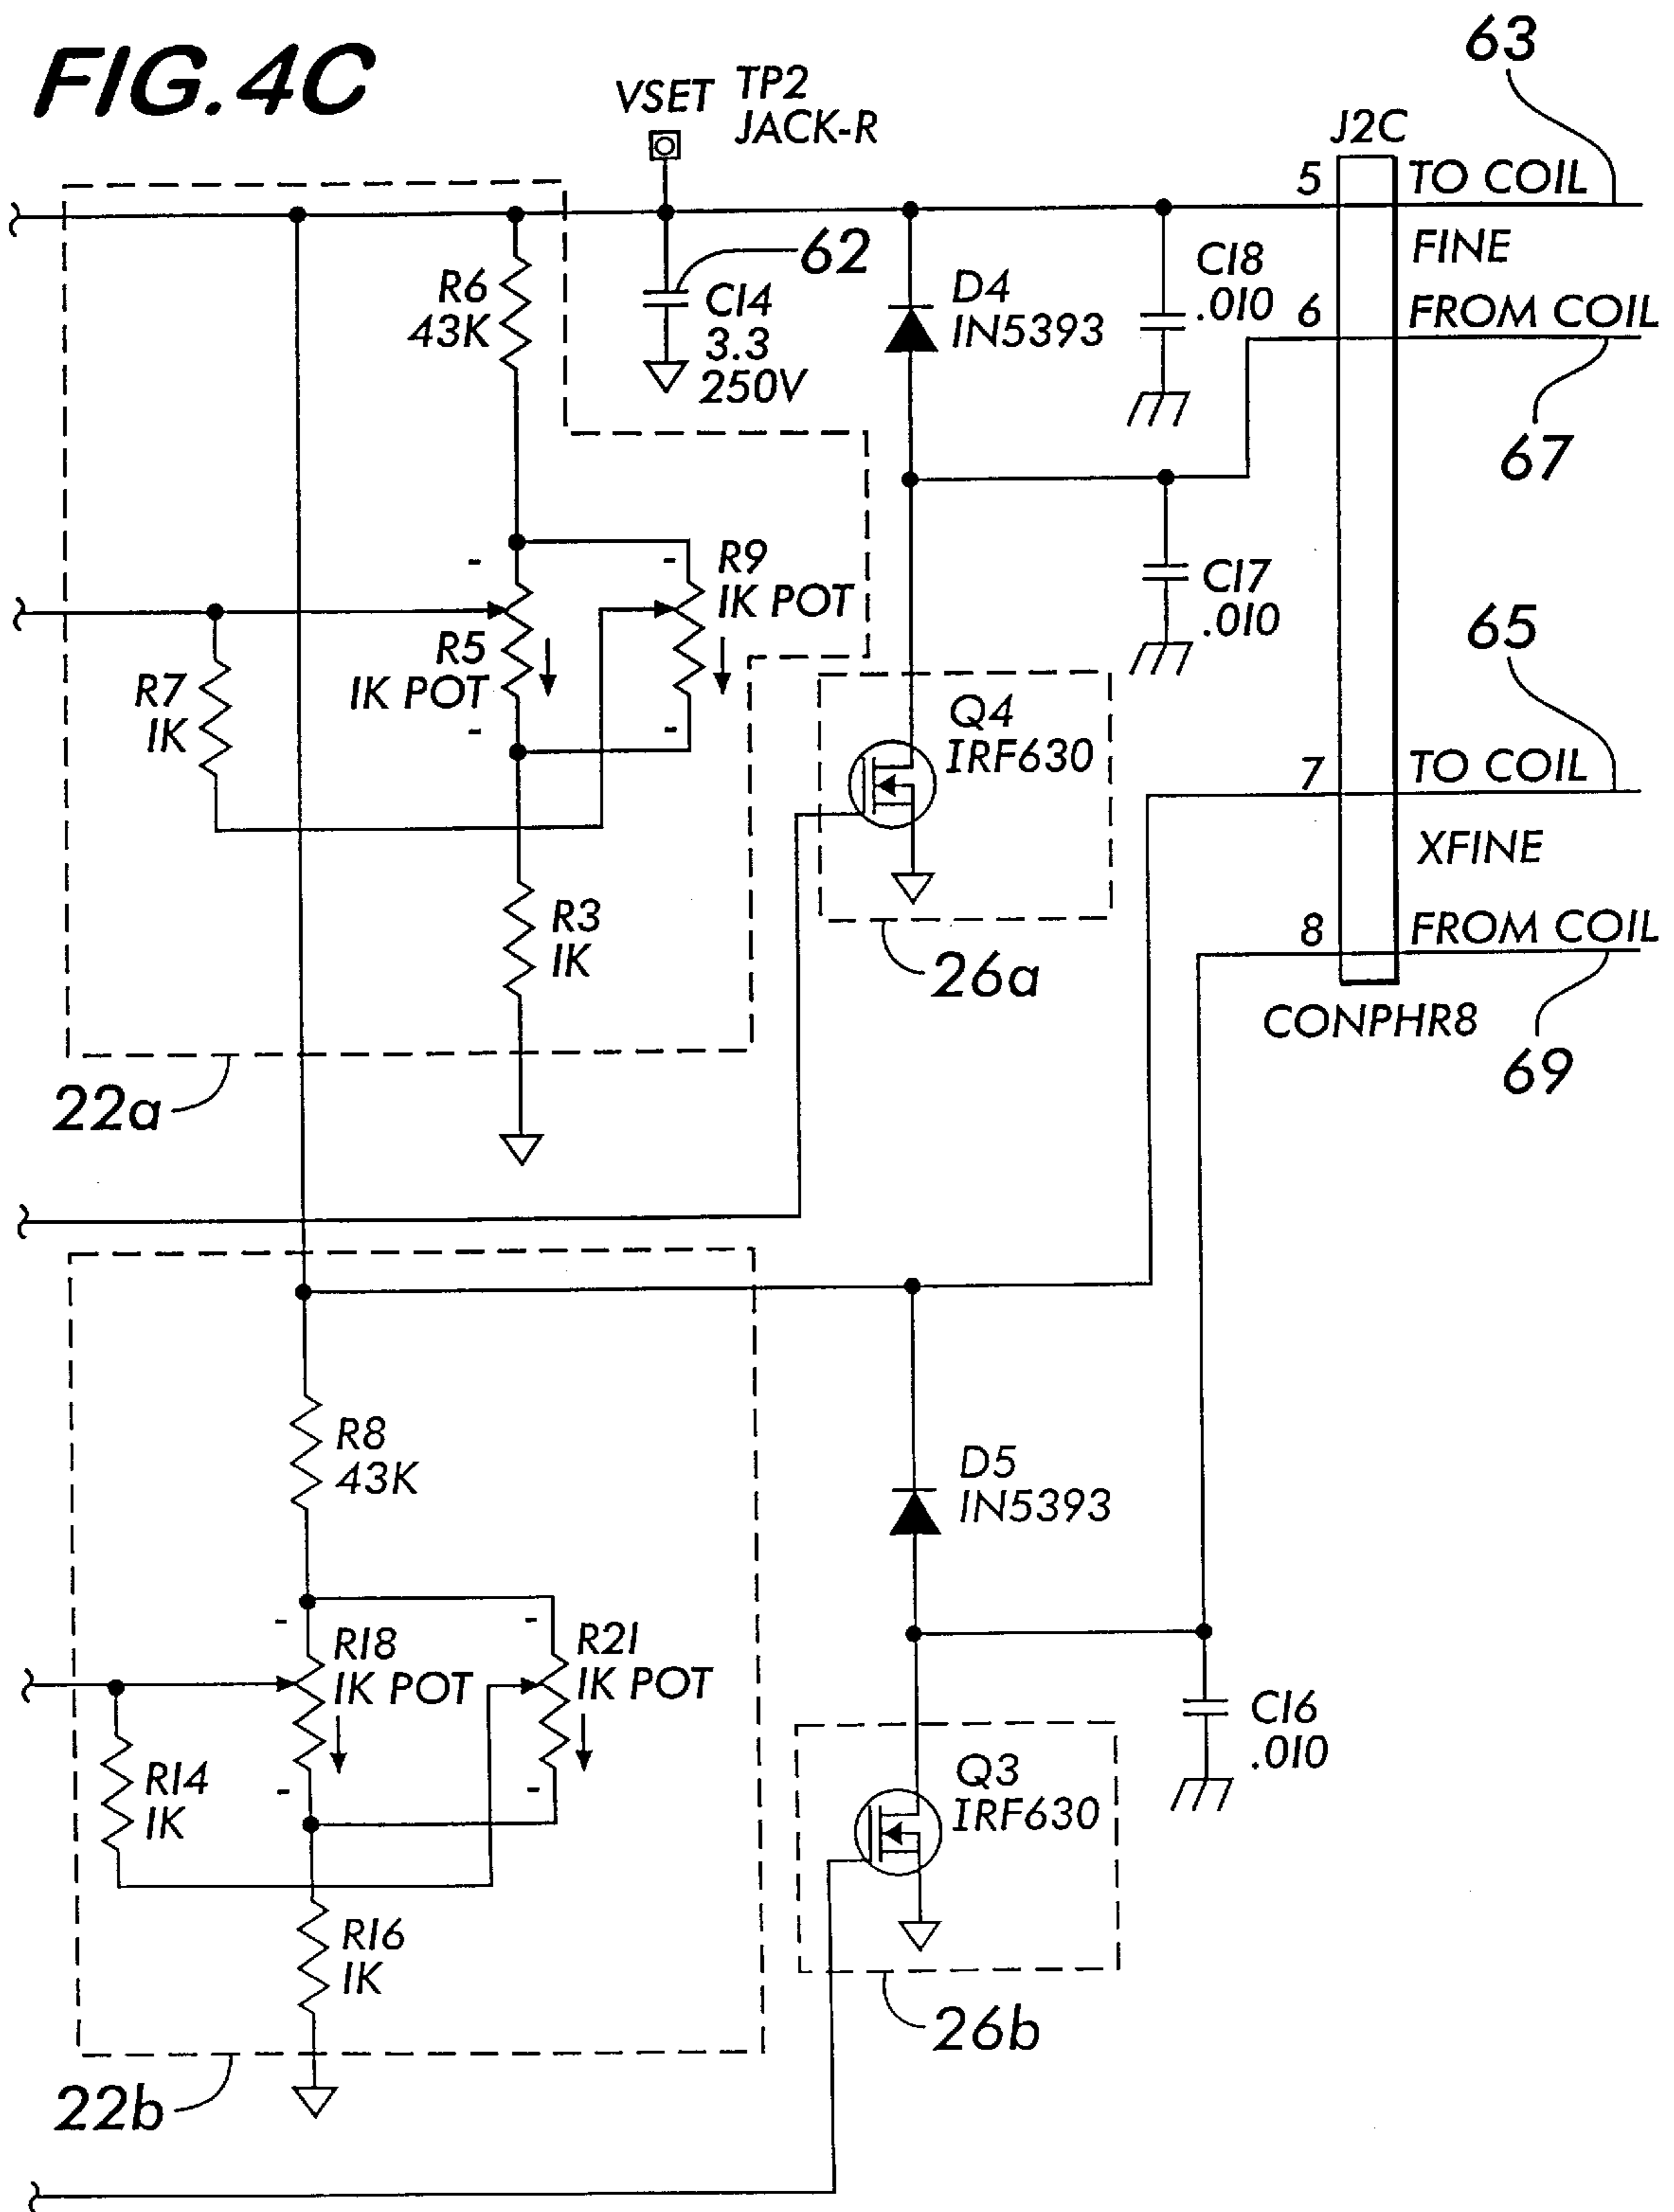 FIG.4C
63
VSET
TP2
JACK-R
J2C
5
TO COIL
62
FINE
R6
43K
C14
3.3
250V
D4
IN5393
C18
.010
6
FROM COIL
67
-
-
R9
1K POT
C17
.010
65
R5
1K POT
R7
1K
-
-
Q4
IRF630
7
TO COIL
XFINE
R3
1K
26a
8
FROM COIL
CONPHR8
69
22a
R8
43K
D5
IN5393
-
-
R18
1K POT
R21
1K POT
C16
.010
R14
1K
-
-
Q3
IRF630
R16
1K
26b
22b